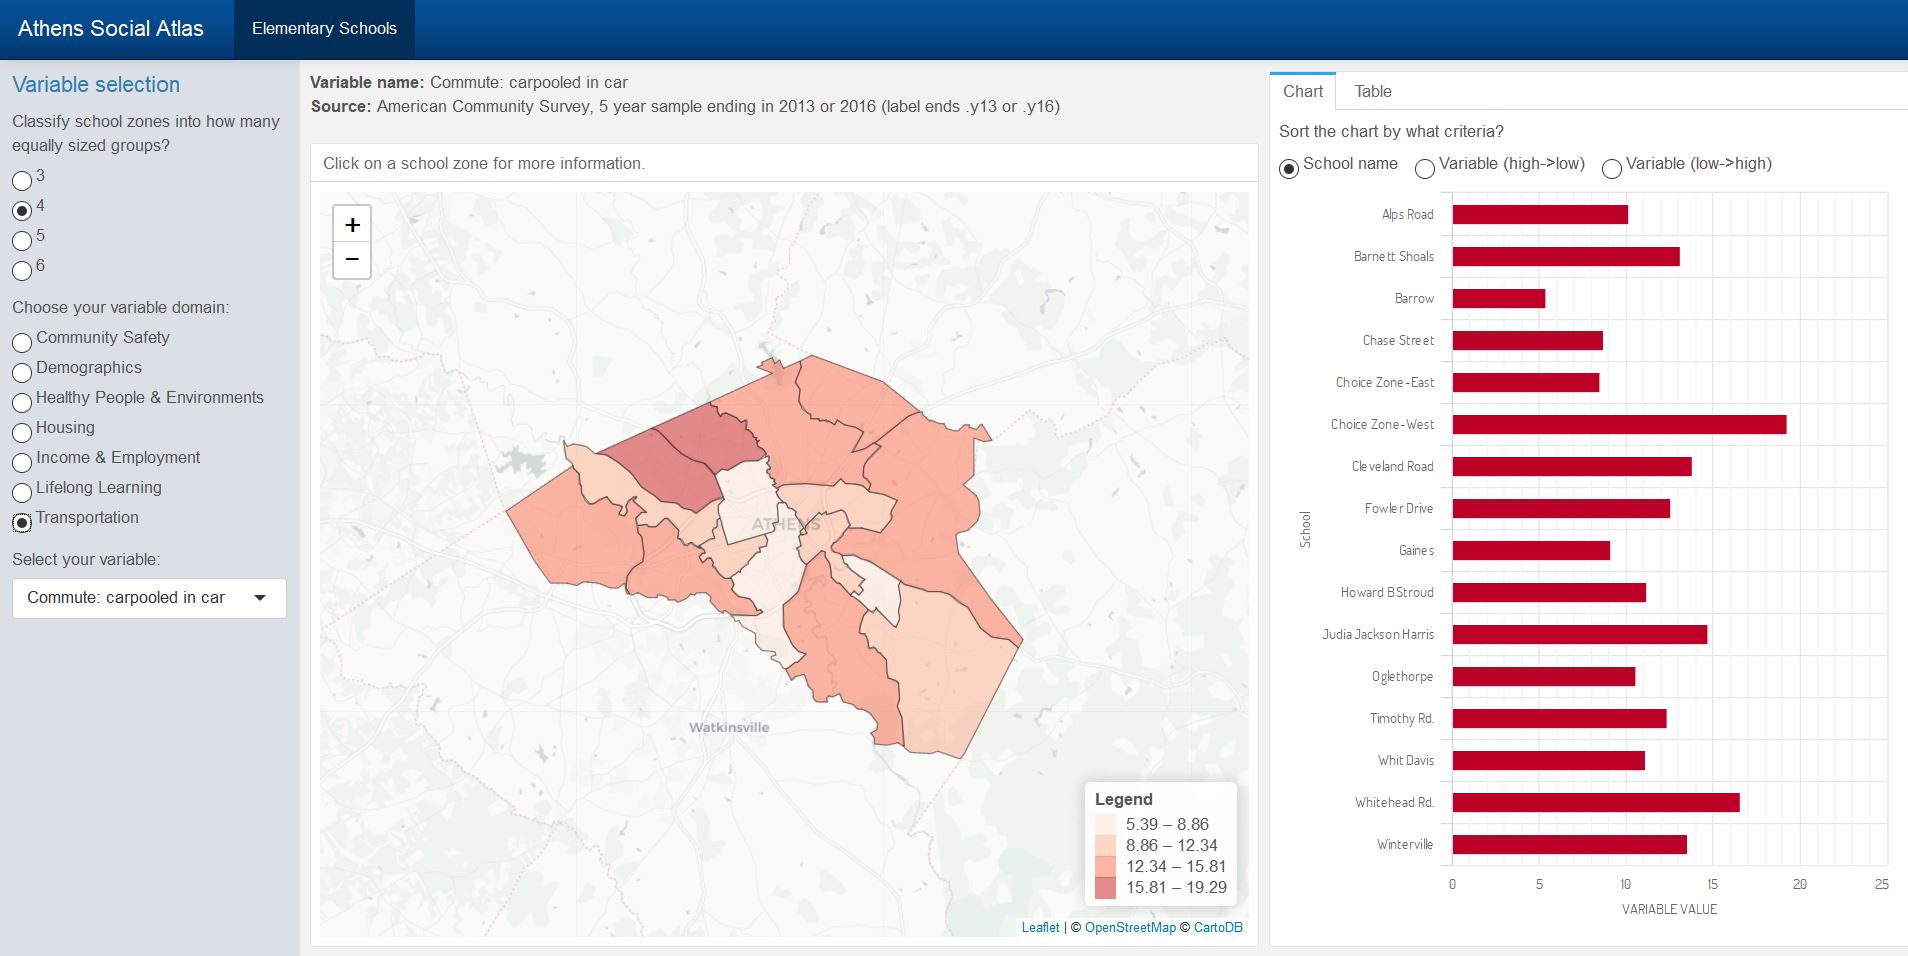 Athens Social Atlas
Elementary Schools
Variable selection
Classify school zones into how many
equally sized groups?
3
4
5
6
Choose your variable domain:
Community Safety
Demographics
Healthy People & Environments
Housing
Income & Employment
Lifelong Learning
Transportation
Select your variable:
Commute: carpooled in car
Variable name: Commute: carpooled in car
Source: American Community Survey, 5 year sample ending in 2013 or 2016 (label ends .y13 or .y16)
Click on a school zone for more information.
+
−
ATHENS
Watkinsville
Legend
5.39 – 8.86
8.86 – 12.34
12.34 – 15.81
15.81 – 19.29
Leaflet | © OpenStreetMap © CartoDB
Chart Table
Sort the chart by what criteria?
School name Variable (high->low) Variable (low->high)
School
Alps Road
Barnett Shoals
Barrow
Chase Street
Choice Zone-East
Choice Zone-West
Cleveland Road
Fowler Drive
Gaines
Howard B Stroud
Judia Jackson Harris
Oglethorpe
Timothy Rd.
Whit Davis
Whitehead Rd.
Winterville
0 5 10 15 20 25
VARIABLE VALUE